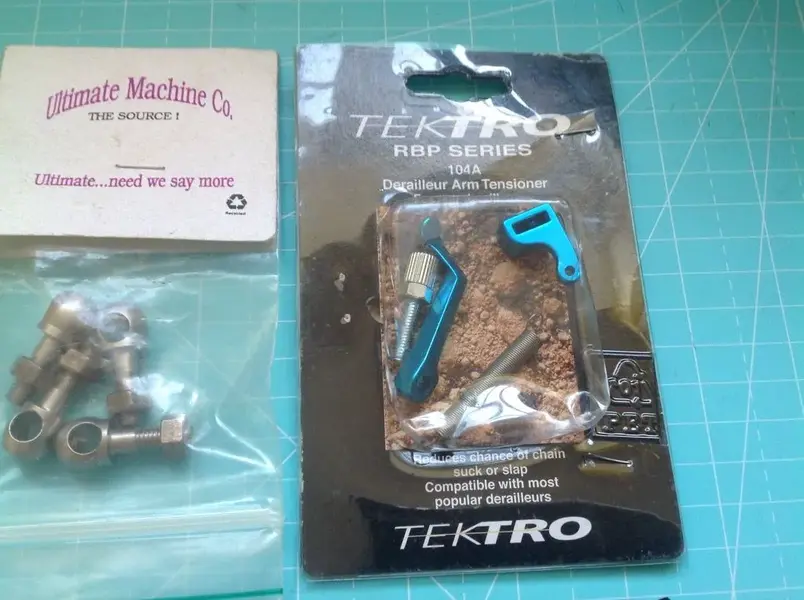 Ultimate Machine Co.
THE SOURCE !
Ultimate...need we say more
Recycled
TEKTRO
RBP SERIES
104A
Derailleur Arm Tensioner
Reduces chance of chain
suck or slap
Compatible with most
popular derailleurs
TEKTRO